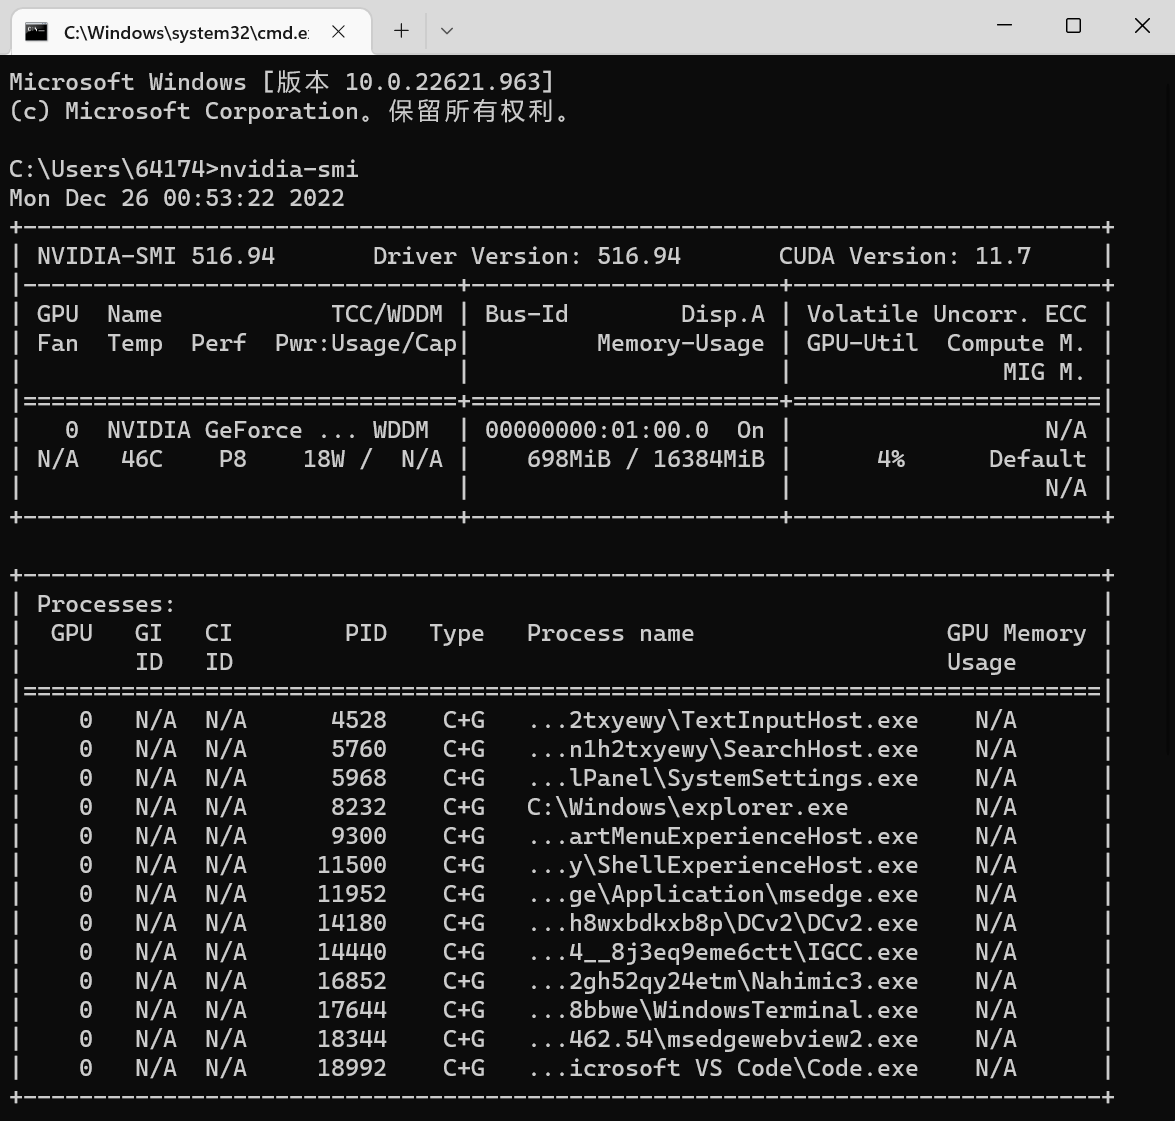 C:\Windows\system32\cmd.e
Microsoft Windows [版本 10.0.22621.963]
(c) Microsoft Corporation。保留所有权利。
C:\Users\64174>nvidia-smi
Mon Dec 26 00:53:22 2022
+-----------------------------------------------------------------------------+
| NVIDIA-SMI 516.94       Driver Version: 516.94       CUDA Version: 11.7     |
|-------------------------------+----------------------+----------------------+
| GPU  Name            TCC/WDDM | Bus-Id        Disp.A | Volatile Uncorr. ECC |
| Fan  Temp  Perf  Pwr:Usage/Cap|         Memory-Usage | GPU-Util  Compute M. |
|                               |                      |               MIG M. |
|===============================+======================+======================|
|   0  NVIDIA GeForce ... WDDM  | 00000000:01:00.0  On |                  N/A |
| N/A   46C    P8    18W /  N/A |    698MiB / 16384MiB |      4%      Default |
|                               |                      |                  N/A |
+-------------------------------+----------------------+----------------------+
+-----------------------------------------------------------------------------+
| Processes:                                                                  |
|  GPU   GI   CI        PID   Type   Process name                  GPU Memory |
|        ID   ID                                                   Usage      |
|=============================================================================|
|    0   N/A  N/A      4528    C+G   ...2txyewy\TextInputHost.exe    N/A      |
|    0   N/A  N/A      5760    C+G   ...n1h2txyewy\SearchHost.exe    N/A      |
|    0   N/A  N/A      5968    C+G   ...lPanel\SystemSettings.exe    N/A      |
|    0   N/A  N/A      8232    C+G   C:\Windows\explorer.exe         N/A      |
|    0   N/A  N/A      9300    C+G   ...artMenuExperienceHost.exe    N/A      |
|    0   N/A  N/A     11500    C+G   ...y\ShellExperienceHost.exe    N/A      |
|    0   N/A  N/A     11952    C+G   ...ge\Application\msedge.exe    N/A      |
|    0   N/A  N/A     14180    C+G   ...h8wxbdkxb8p\DCv2\DCv2.exe    N/A      |
|    0   N/A  N/A     14440    C+G   ...4__8j3eq9eme6ctt\IGCC.exe    N/A      |
|    0   N/A  N/A     16852    C+G   ...2gh52qy24etm\Nahimic3.exe    N/A      |
|    0   N/A  N/A     17644    C+G   ...8bbwe\WindowsTerminal.exe    N/A      |
|    0   N/A  N/A     18344    C+G   ...462.54\msedgewebview2.exe    N/A      |
|    0   N/A  N/A     18992    C+G   ...icrosoft VS Code\Code.exe    N/A      |
+-----------------------------------------------------------------------------+